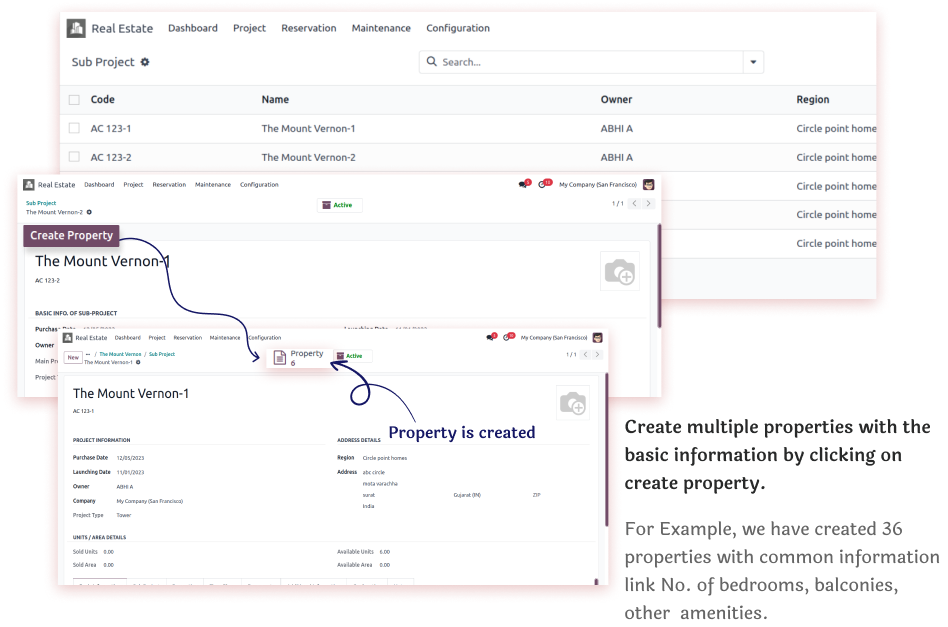 Real Estate Dashboard Project Reservation Maintenance Configuration
Sub Project
Search...
Code Name Owner Region
AC 123-1 The Mount Vernon-1 ABHI A Circle point home
AC 123-2 The Mount Vernon-2 ABHI A Circle point home
Circle point home
Circle point home
Circle point home
Real Estate Dashboard Project Reservation Maintenance Configuration My Company (San Francisco)
Sub Project
The Mount Vernon-2
Active
1/1
Create Property
The Mount Vernon-1
AC 123-2
BASIC INFO. OF SUB-PROJECT
Owner
Main Pr
Project
Real Estate Dashboard Project Reservation Maintenance Configuration My Company (San Francisco)
New
... / The Mount Vernon / Sub Project
The Mount Vernon-1
Property
6
Active
1/1
The Mount Vernon-1
AC 123-1
Property is created
PROJECT INFORMATION
Purchase Date 12/05/2023
Launching Date 11/01/2023
Owner ABHI A
Company My Company (San Francisco)
Project Type Tower
ADDRESS DETAILS
Region Circle point homes
Address abc circle
mota varachha
surat Gujarat (IN) ZIP
India
UNITS / AREA DETAILS
Sold Units 0.00 Available Units 6.00
Sold Area 0.00 Available Area 0.00
Create multiple properties with the
basic information by clicking on
create property.
For Example, we have created 36
properties with common information
link No. of bedrooms, balconies,
other amenities.